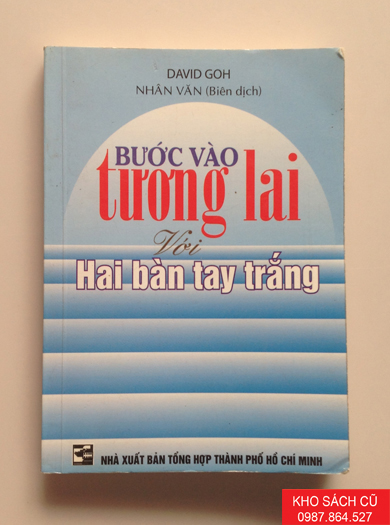 DAVID GOH
NHÂN VĂN (Biên dịch)
BƯỚC VÀO
tương lai
Với
Hai bàn tay trắng
NHÀ XUẤT BẢN TỔNG HỢP THÀNH PHỐ HỒ CHÍ MINH
KHO SÁCH CŨ
0987.864.527